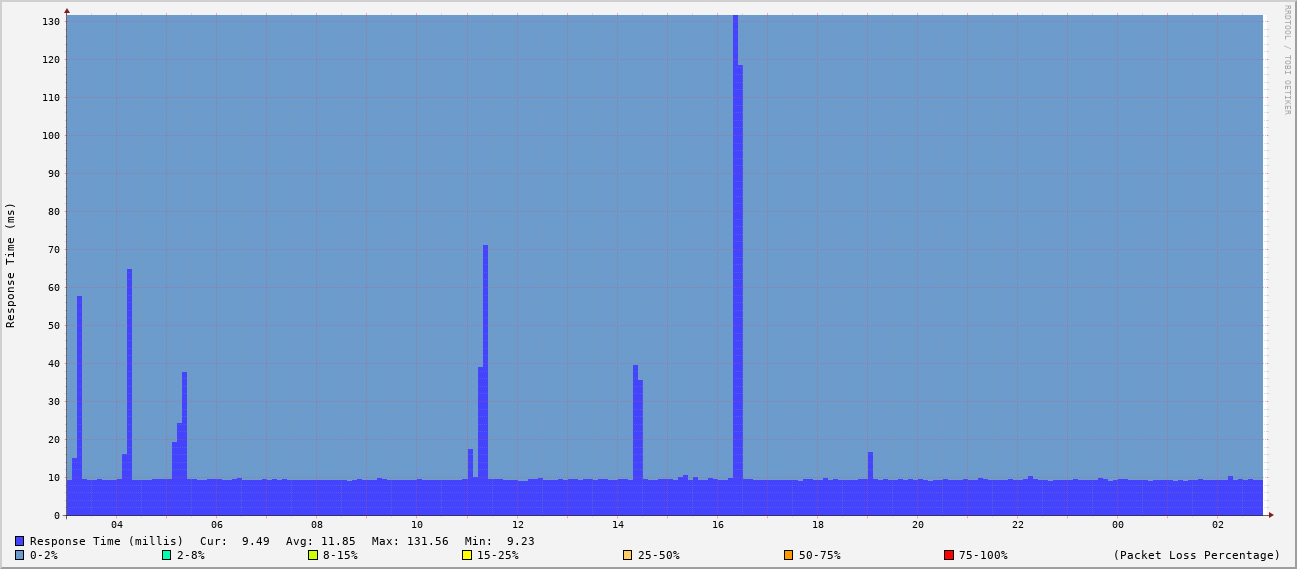 RRDTOOL / TOBI OETIKER
Response Time (ms)
130
120
110
100
90
80
70
60
50
40
30
20
10
0
04 06 08 10 12 14 16 18 20 22 00 02
Response Time (millis) Cur: 9.49 Avg: 11.85 Max: 131.56 Min: 9.23
0-2% 2-8% 8-15% 15-25% 25-50% 50-75% 75-100% (Packet Loss Percentage)